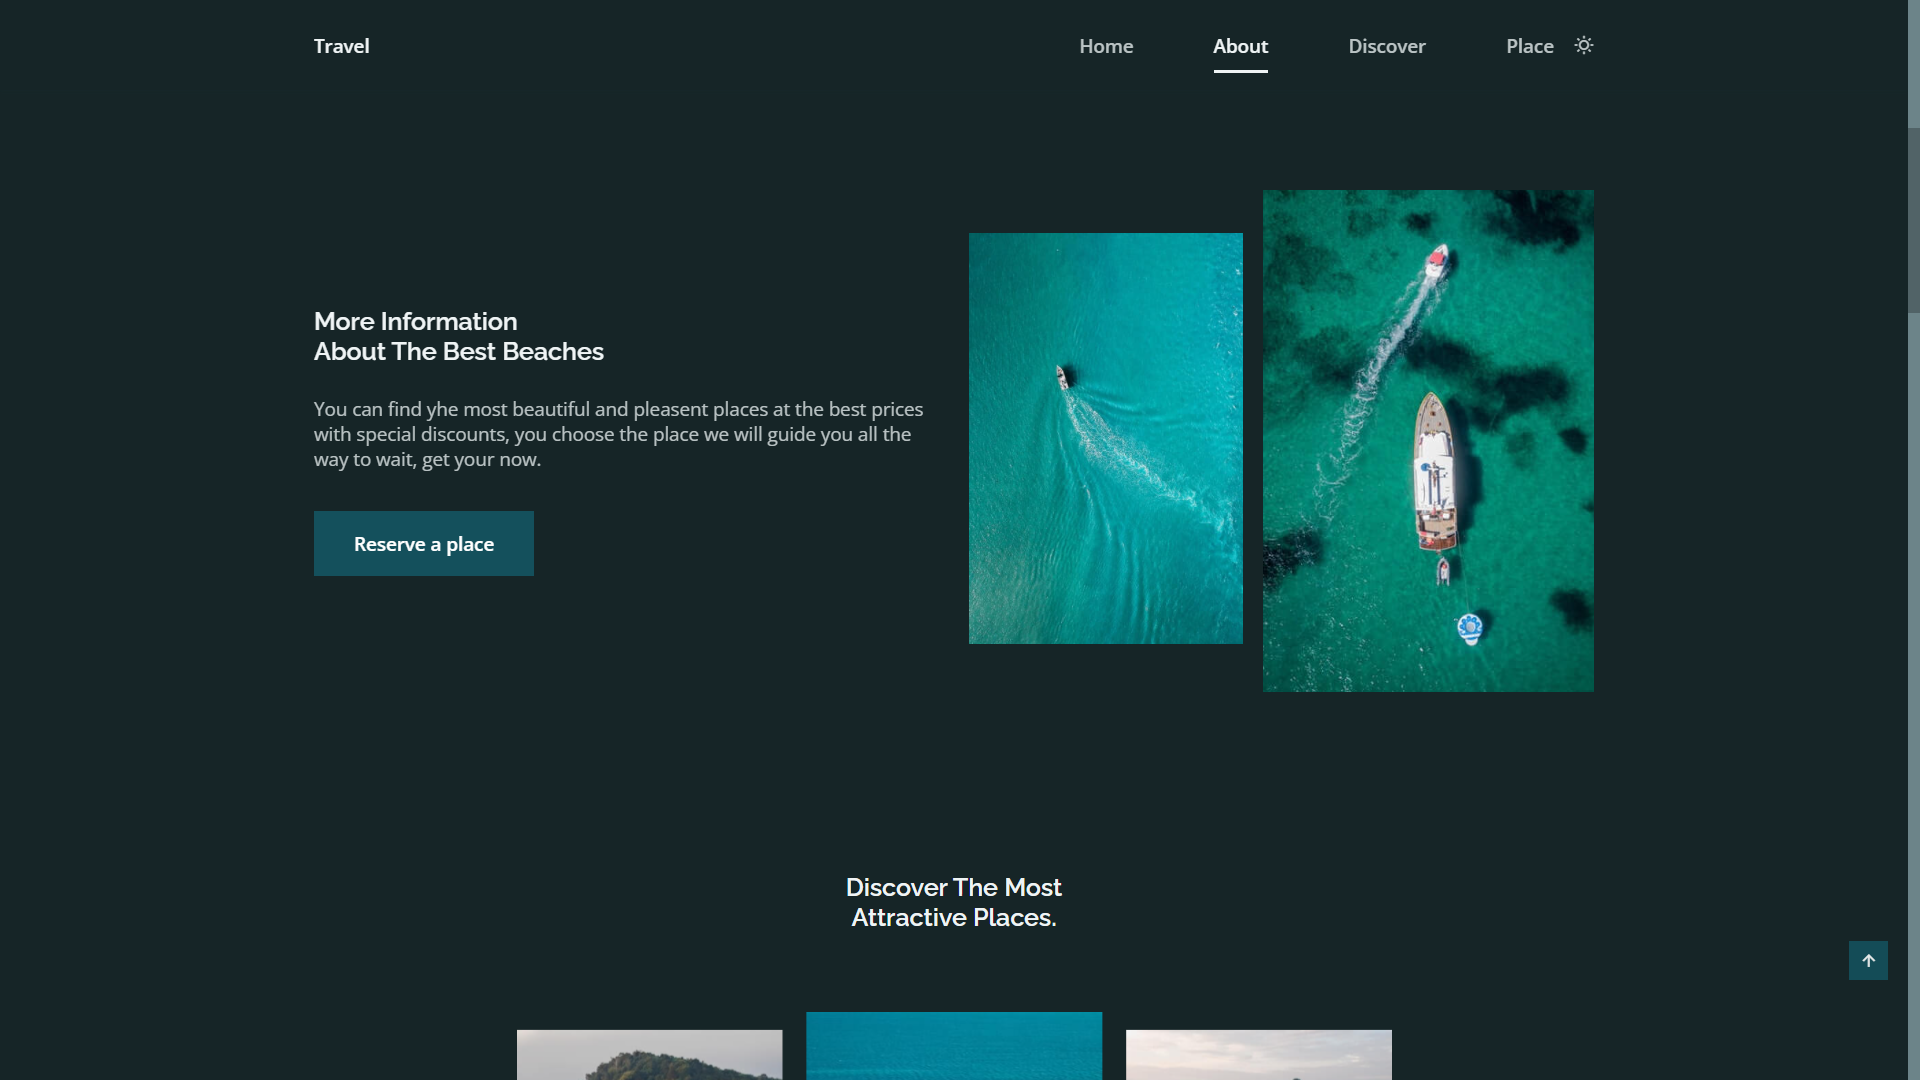 Travel
Home
About
Discover
Place
More Information
About The Best Beaches
You can find yhe most beautiful and pleasent places at the best prices
with special discounts, you choose the place we will guide you all the
way to wait, get your now.
Reserve a place
Discover The Most
Attractive Places.